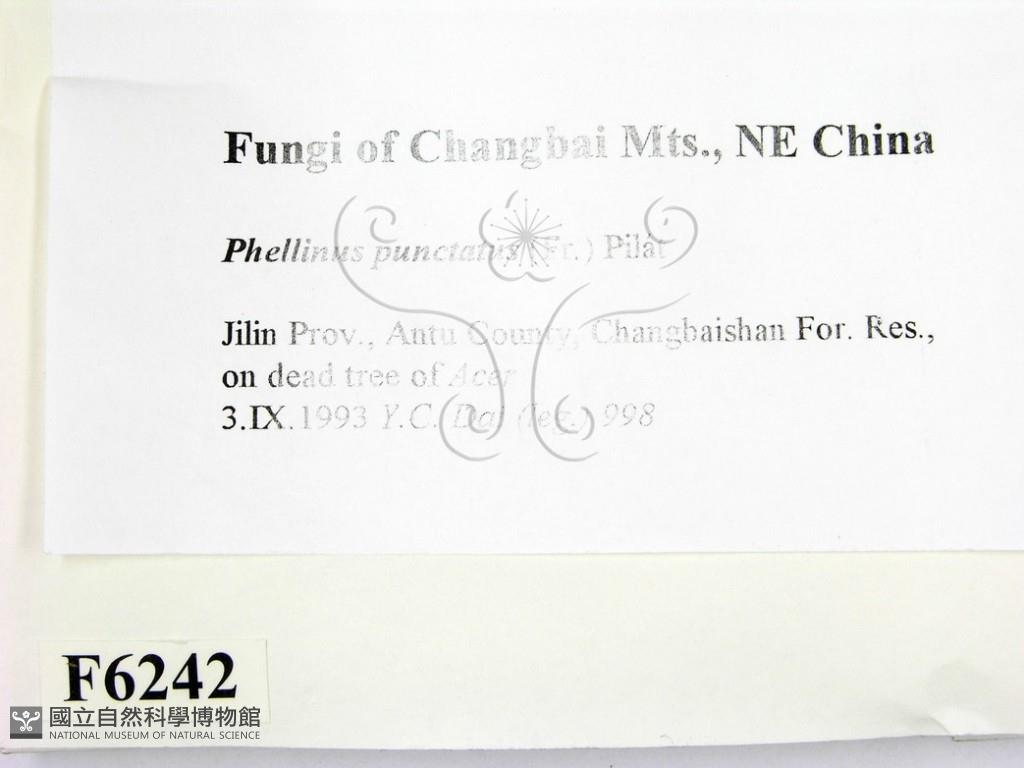 Fungi of Changbai Mts., NE China
Phellinus punctatus (Fr.) Pilát
Jilin Prov., Antu County, Changbaishan For. Res.,
on dead tree of Acer
3.IX.1993 Y.C. Dai (leg.) 998
F6242
國立自然科學博物館
NATIONAL MUSEUM OF NATURAL SCIENCE